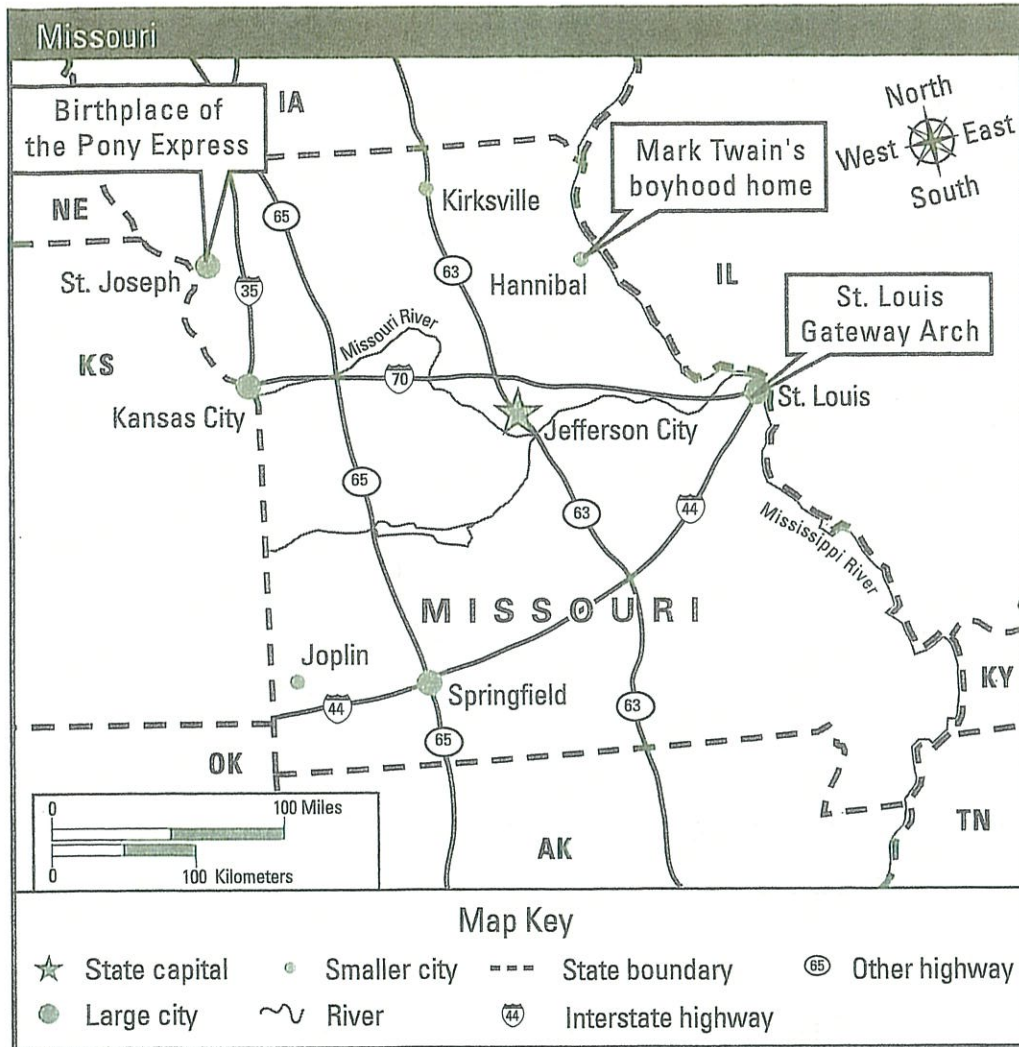 Missouri
Birthplace of
the Pony Express
IA
Mark Twain's
boyhood home
North
West
East
South
NE
65
Kirksville
St. Joseph
35
63
Hannibal
IL
St. Louis
Gateway Arch
KS
Missouri River
70
Kansas City
Jefferson City
St. Louis
65
63
44
Mississippi River
MISSOURI
Joplin
44
Springfield
63
KY
OK
65
AK
TN
0
100 Miles
0
100 Kilometers
Map Key
State capital
Smaller city
State boundary
65
Other highway
Large city
River
44
Interstate highway